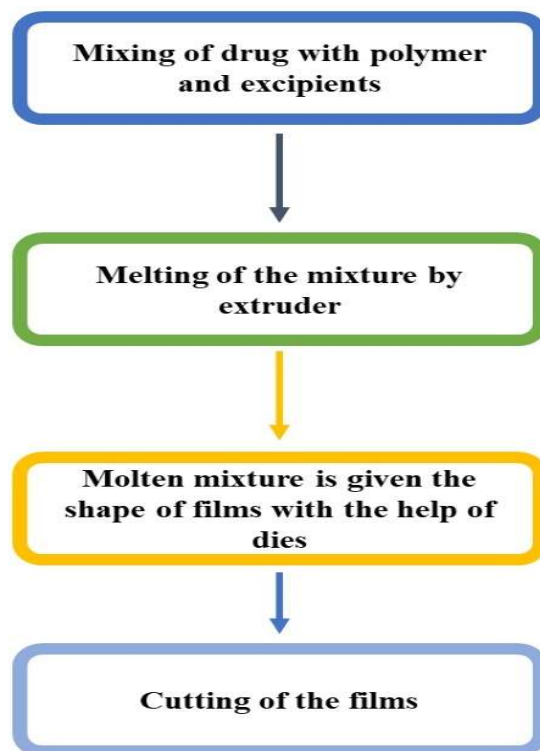 Mixing of drug with polymer
and excipients
Melting of the mixture by
extruder
Molten mixture is given the
shape of films with the help of
dies
Cutting of the films